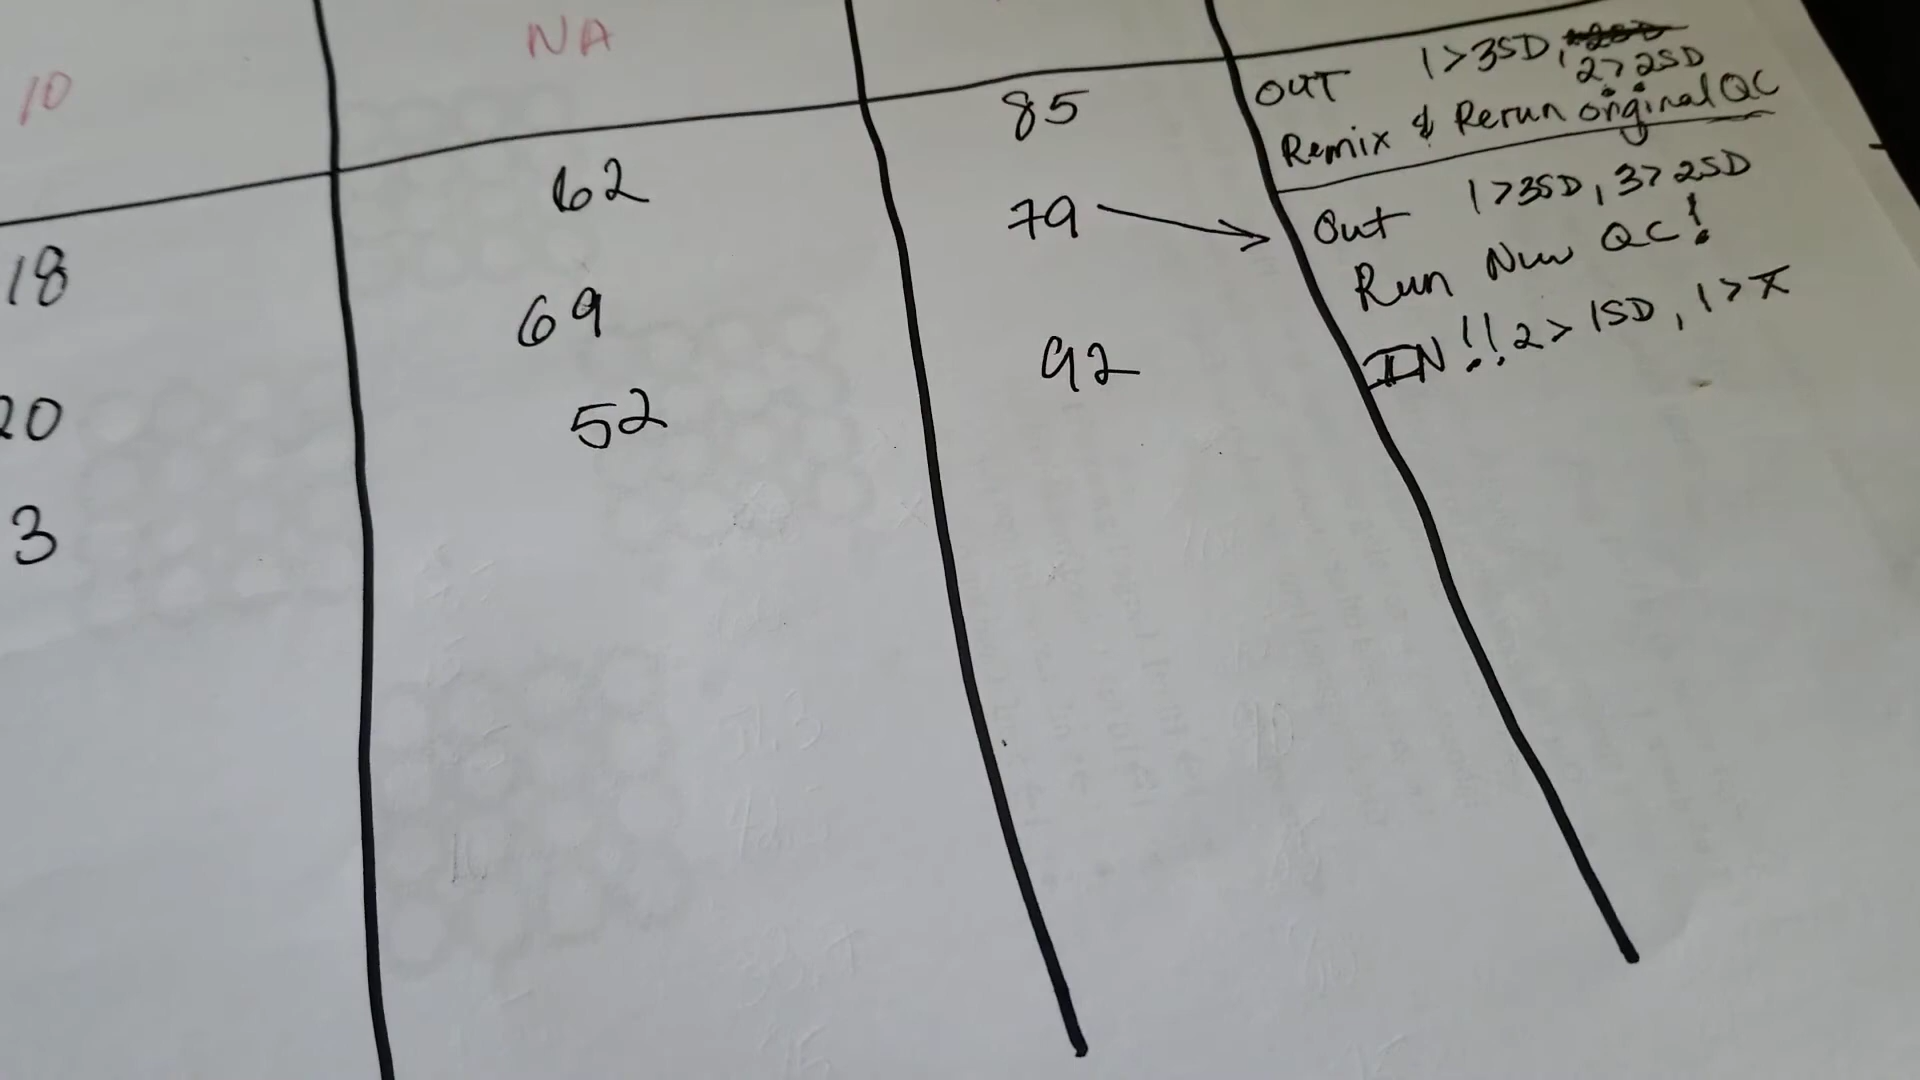 10
NA
18
20
3
62
69
52
85
79
92
OUT 1>3SD,
2>2SD
Remix & Rerun original QC
Out 1>3SD, 3>2SD
Run New QC!
IN!! 2>1SD, 1>x̄